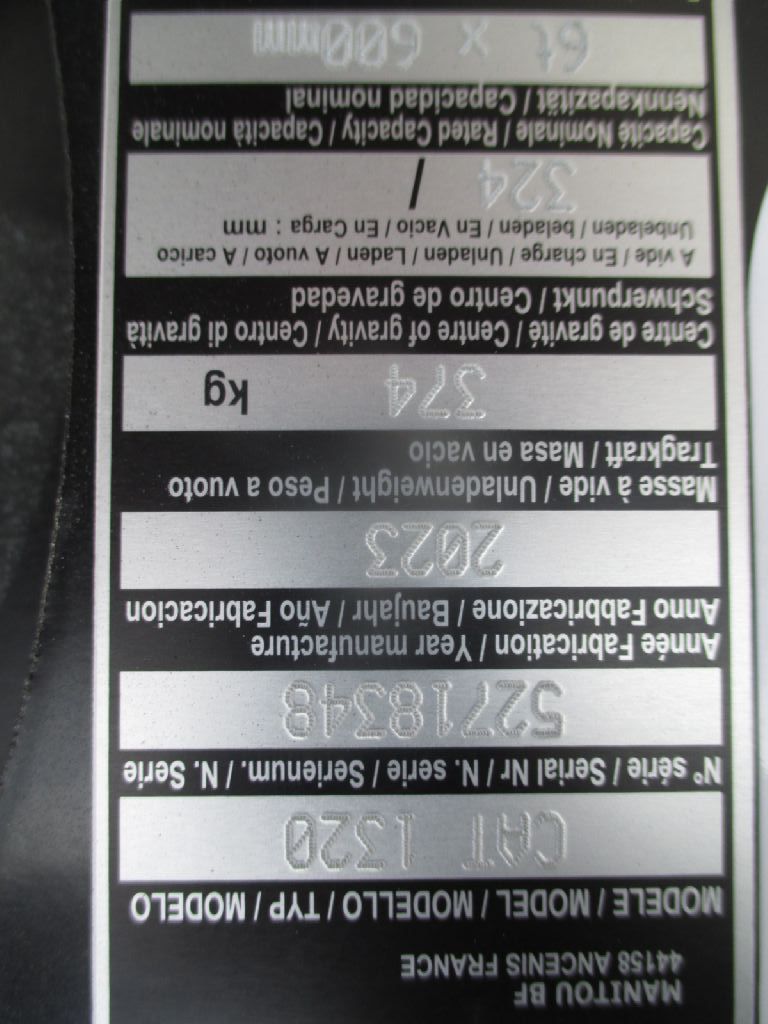 MANITOU BF
44158 ANCENIS FRANCE
MODELE / MODEL / MODELLO / TYP / MODELO
CAT 1320
N° série / Serial Nr / N. serie / Serienum. / N. Serie
52718348
Année Fabrication / Year manufacture
Anno Fabbricazione / Baujahr / Año Fabricacion
2023
Masse à vide / Unladenweight / Peso a vuoto
Tragkraft / Masa en vacio
374 kg
Centre de gravité / Centre of gravity / Centro di gravità
Schwerpunkt / Centro de gravedad
A vide / En charge / Unladen / Laden / A vuoto / A carico
Unbeladen / beladen / En Vacio / En Carga : mm
324 /
Capacité Nominale / Rated Capacity / Capacità nominale
Nennkapazität / Capacidad nominal
6t x 600mm